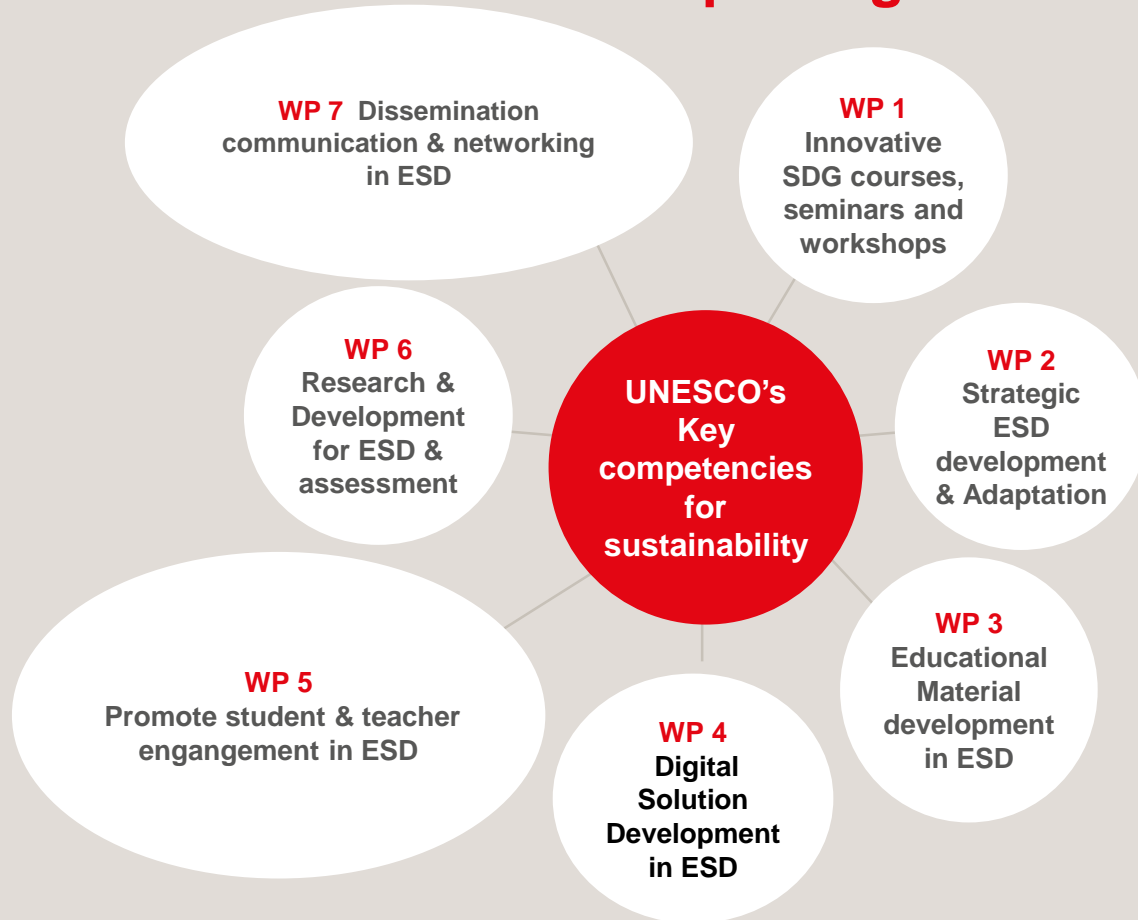 WP 7 Dissemination
communication & networking
in ESD
WP 1
Innovative
SDG courses,
seminars and
workshops
WP 6
Research &
Development
for ESD &
assessment
UNESCO's
Key
competencies
for
sustainability
WP 2
Strategic
ESD
development
& Adaptation
WP 5
Promote student & teacher
engangement in ESD
WP 4
Digital
Solution
Development
in ESD
WP 3
Educational
Material
development
in ESD